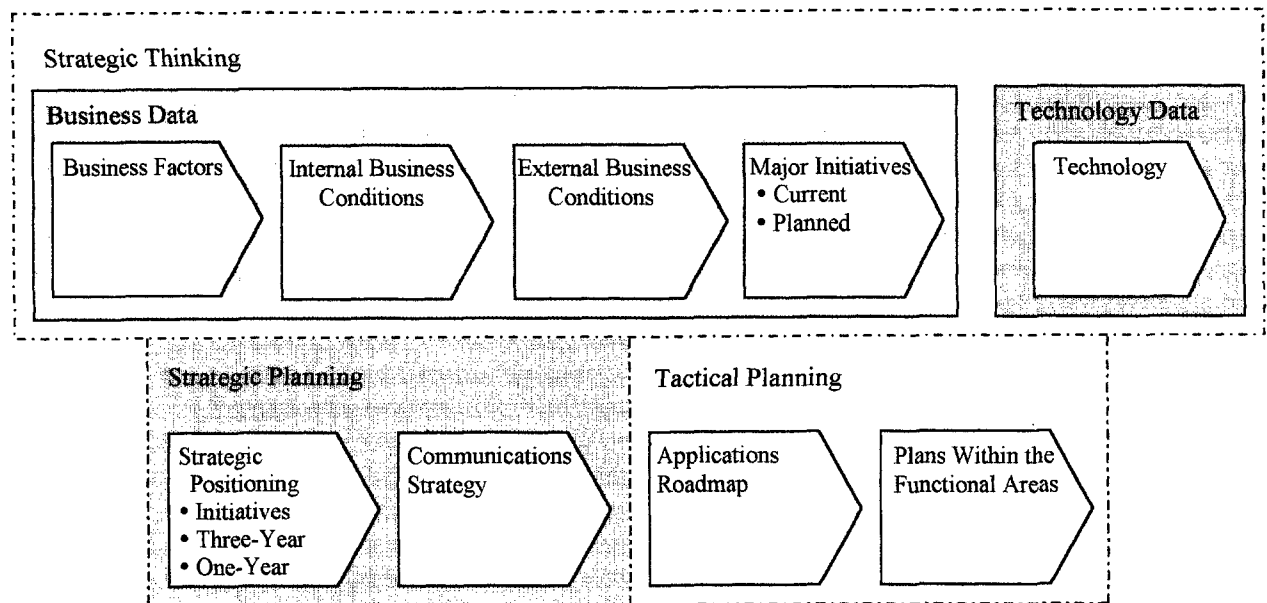 Strategic Thinking
Business Data
Technology Data
Business Factors
Internal Business
Conditions
External Business
Conditions
Major Initiatives
• Current
• Planned
Technology
Strategic Planning
Tactical Planning
Strategic
Positioning
• Initiatives
• Three-Year
• One-Year
Communications
Strategy
Applications
Roadmap
Plans Within the
Functional Areas